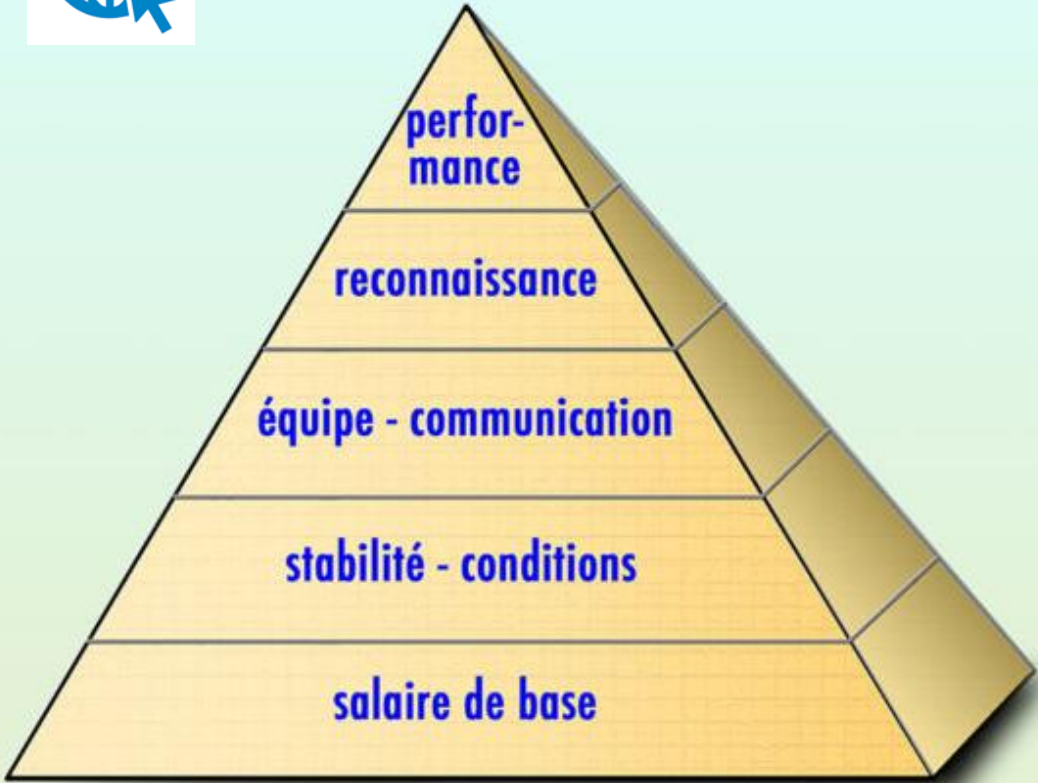 perfor-
mance
reconnaissance
équipe - communication
stabilité - conditions
salaire de base